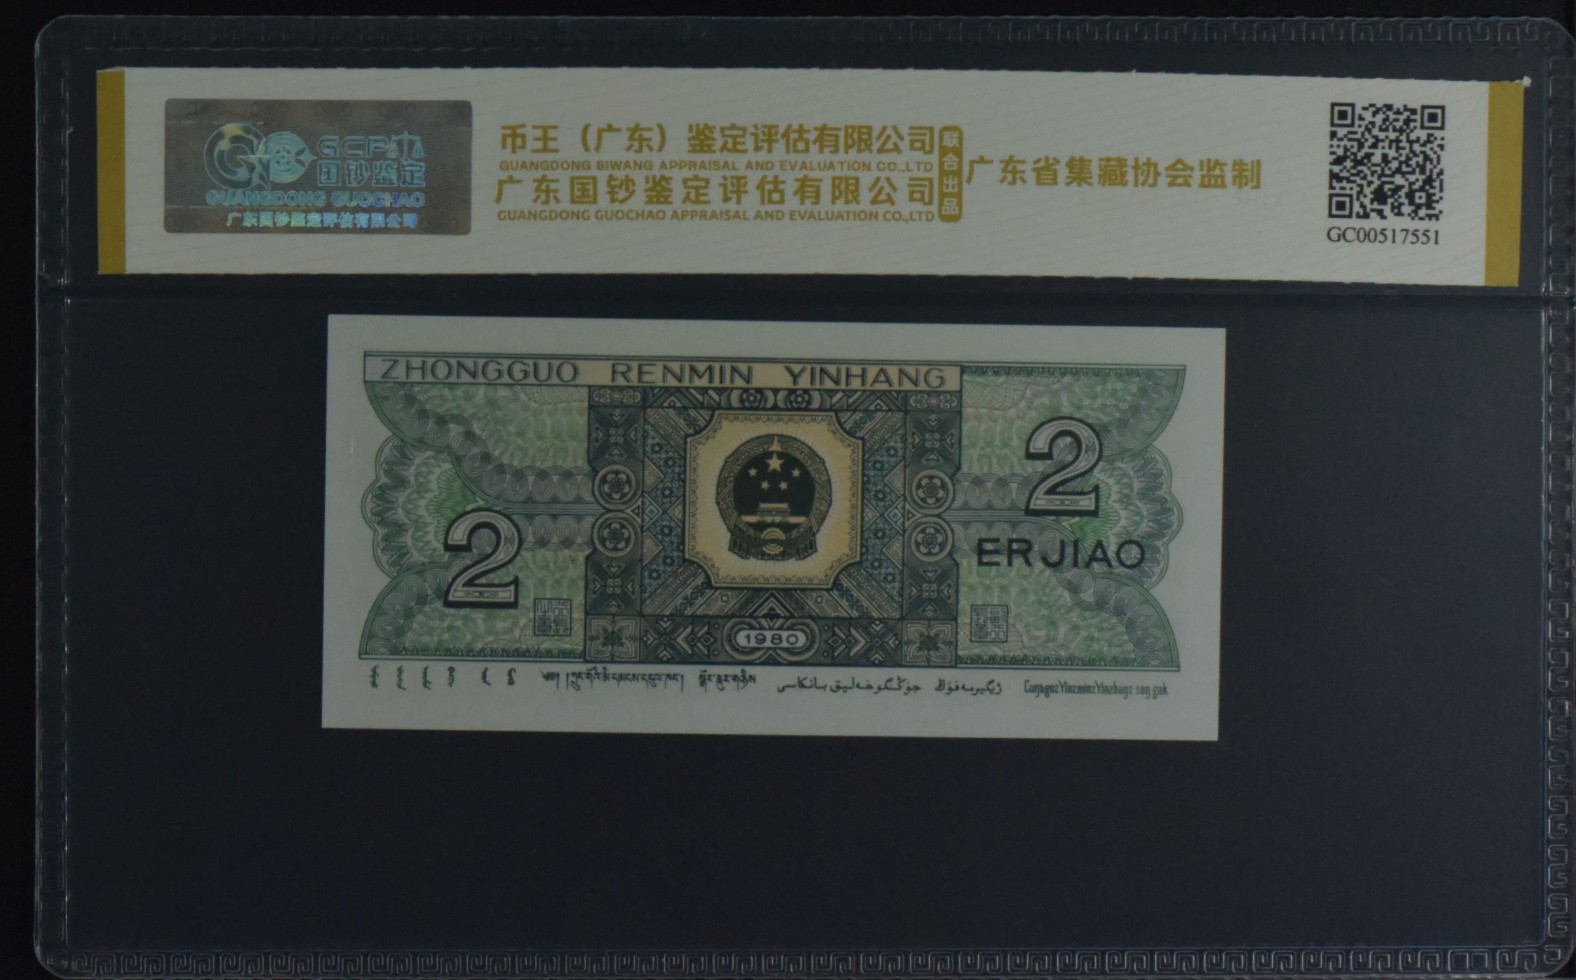 GCPA
国钞鉴定
GUANGDONG GUOCHAO
广东国钞鉴定评估有限公司
币王（广东）鉴定评估有限公司
GUANGDONG BIWANG APPRAISAL AND EVALUATION CO.,LTD
广东国钞鉴定评估有限公司
GUANGDONG GUOCHAO APPRAISAL AND EVALUATION CO.,LTD
联合出品
广东省集藏协会监制
GC00517551
ZHONGGUO RENMIN YINHANG
2
2
ERJIAO
1980